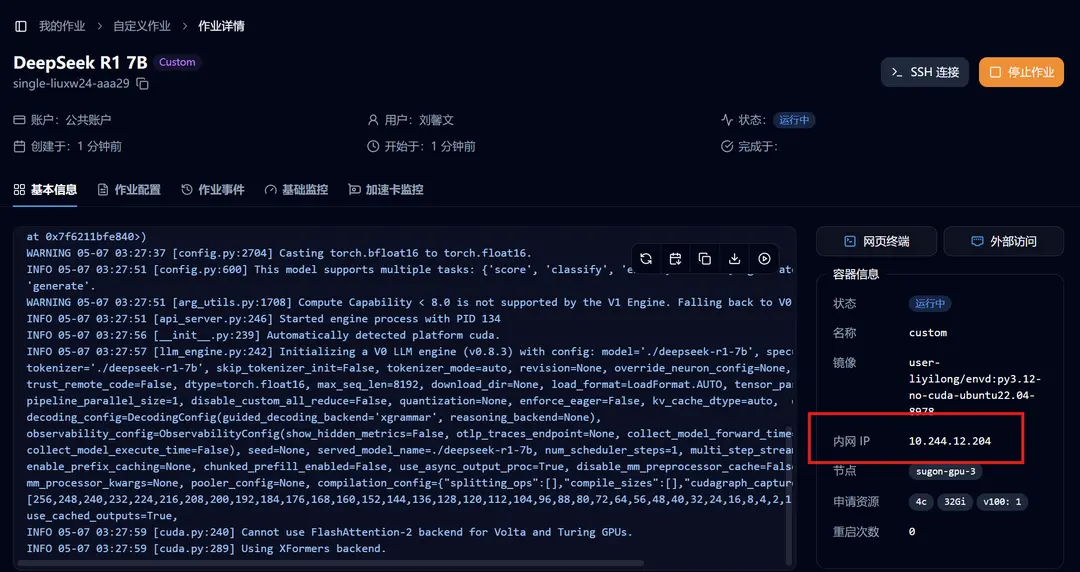 我的作业 > 自定义作业 > 作业详情
DeepSeek R1 7B Custom
single-liuxw24-aaa29
SSH 连接 停止作业
账户: 公共账户 用户: 刘馨文 状态: 运行中
创建于: 1 分钟前 开始于: 1 分钟前 完成于:
基本信息 作业配置 作业事件 基础监控 加速卡监控
at 0x7f6211bfe840>)
WARNING 05-07 03:27:37 [config.py:2704] Casting torch.bfloat16 to torch.float16.
INFO 05-07 03:27:51 [config.py:600] This model supports multiple tasks: {'score', 'classify',
'generate'.
WARNING 05-07 03:27:51 [arg_utils.py:1708] Compute Capability < 8.0 is not supported by the V1 Engine. Falling back to V0
INFO 05-07 03:27:51 [api_server.py:246] Started engine process with PID 134
INFO 05-07 03:27:56 [__init__.py:239] Automatically detected platform cuda.
INFO 05-07 03:27:57 [llm_engine.py:242] Initializing a V0 LLM engine (v0.8.3) with config: model='./deepseek-r1-7b', spec
tokenizer='./deepseek-r1-7b', skip_tokenizer_init=False, tokenizer_mode=auto, revision=None, override_neuron_config=None,
trust_remote_code=False, dtype=torch.float16, max_seq_len=8192, download_dir=None, load_format=LoadFormat.AUTO, tensor_pa
pipeline_parallel_size=1, disable_custom_all_reduce=False, quantization=None, enforce_eager=False, kv_cache_dtype=auto,
decoding_config=DecodingConfig(guided_decoding_backend='xgrammar', reasoning_backend=None),
observability_config=ObservabilityConfig(show_hidden_metrics=False, otlp_traces_endpoint=None, collect_model_forward_time=
collect_model_execute_time=False), seed=None, served_model_name=./deepseek-r1-7b, num_scheduler_steps=1, multi_step_strea
enable_prefix_caching=None, chunked_prefill_enabled=False, use_async_output_proc=True, disable_mm_preprocessor_cache=False
mm_processor_kwargs=None, pooler_config=None, compilation_config={"splitting_ops":[],"compile_sizes":[],"cudagraph_captur
[256,248,240,232,224,216,208,200,192,184,176,168,160,152,144,136,128,120,112,104,96,88,80,72,64,56,48,40,32,24,16,8,4,2,1
use_cached_outputs=True,
INFO 05-07 03:27:59 [cuda.py:240] Cannot use FlashAttention-2 backend for Volta and Turing GPUs.
INFO 05-07 03:27:59 [cuda.py:289] Using XFormers backend.
网页终端 外部访问
容器信息
状态 运行中
名称 custom
镜像 user-
liyilong/envd:py3.12-
no-cuda-ubuntu22.04-
8978
内网 IP 10.244.12.204
节点 sugon-gpu-3
申请资源 4c 32Gi v100: 1
重启次数 0